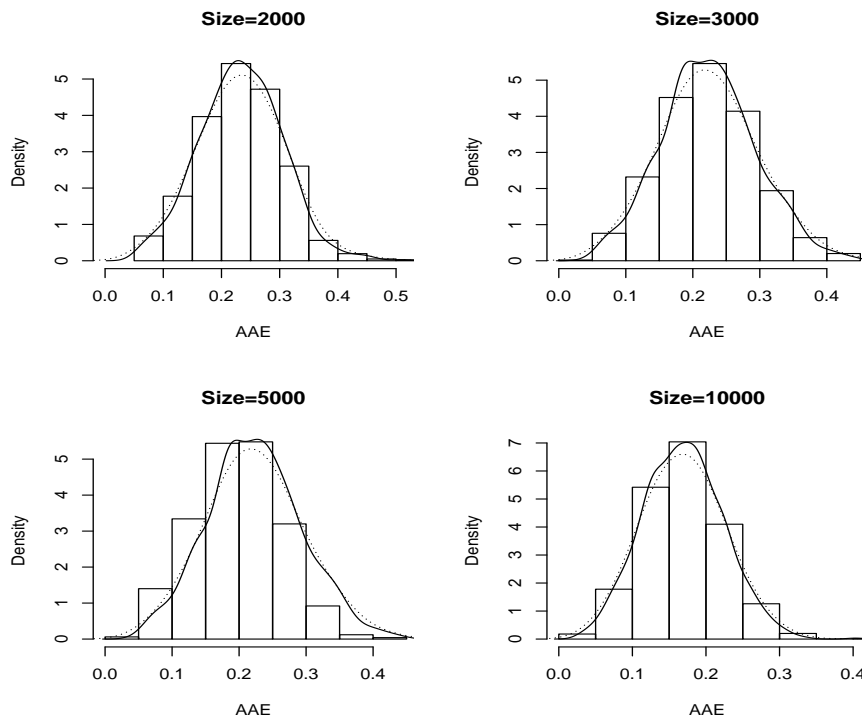 Size=2000
Density
0 1 2 3 4 5
0.0 0.1 0.2 0.3 0.4 0.5
AAE
Size=3000
Density
0 1 2 3 4 5
0.0 0.1 0.2 0.3 0.4
AAE
Size=5000
Density
0 1 2 3 4 5
0.0 0.1 0.2 0.3 0.4
AAE
Size=10000
Density
0 1 2 3 4 5 6 7
0.0 0.1 0.2 0.3 0.4
AAE